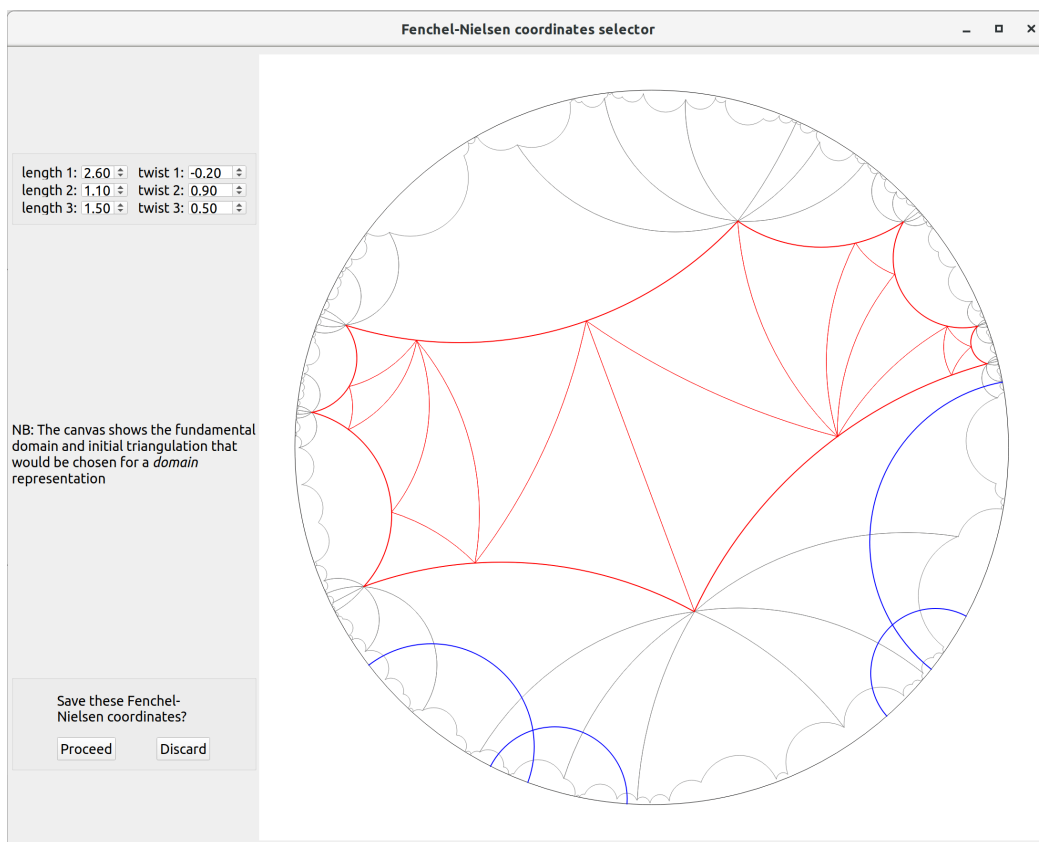 Fenchel-Nielsen coordinates selector
length 1: 2.60 twist 1: -0.20
length 2: 1.10 twist 2: 0.90
length 3: 1.50 twist 3: 0.50
NB: The canvas shows the fundamental
domain and initial triangulation that
would be chosen for a domain
representation
Save these Fenchel-
Nielsen coordinates?
Proceed Discard